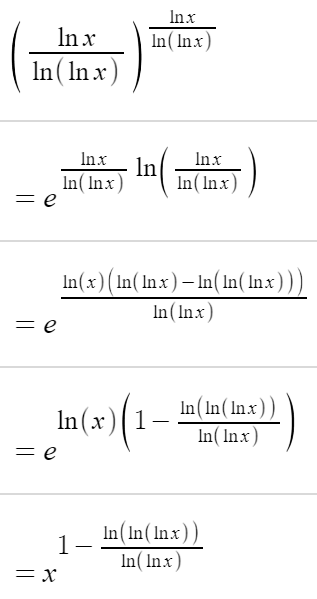 (ln x / ln(ln x))^(ln x / ln(ln x))
= e^(ln x / ln(ln x) ln(ln x / ln(ln x)))
= e^(ln(x)(ln(ln x) − ln(ln(ln x))) / ln(ln x))
= e^(ln(x)(1 − ln(ln(ln x)) / ln(ln x)))
= x^(1 − ln(ln(ln x)) / ln(ln x))